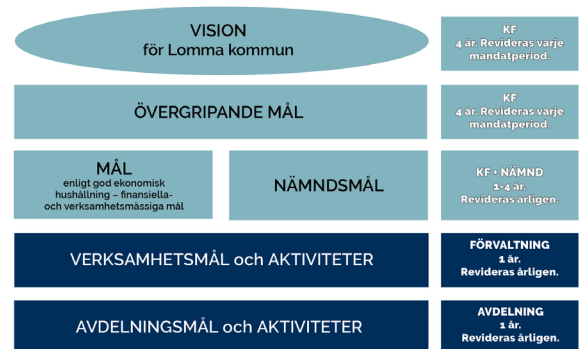 VISION
för Lomma kommun
KF
4 år. Revideras varje
mandatperiod.
ÖVERGRIPANDE MÅL
KF
4 år. Revideras varje
mandatperiod.
MÅL
enligt god ekonomisk
hushållning – finansiella-
och verksamhetsmässiga mål
NÄMNDSMÅL
KF + NÄMND
1-4 år.
Revideras årligen.
VERKSAMHETSMÅL och AKTIVITETER
FÖRVALTNING
1 år.
Revideras årligen.
AVDELNINGSMÅL och AKTIVITETER
AVDELNING
1 år.
Revideras årligen.